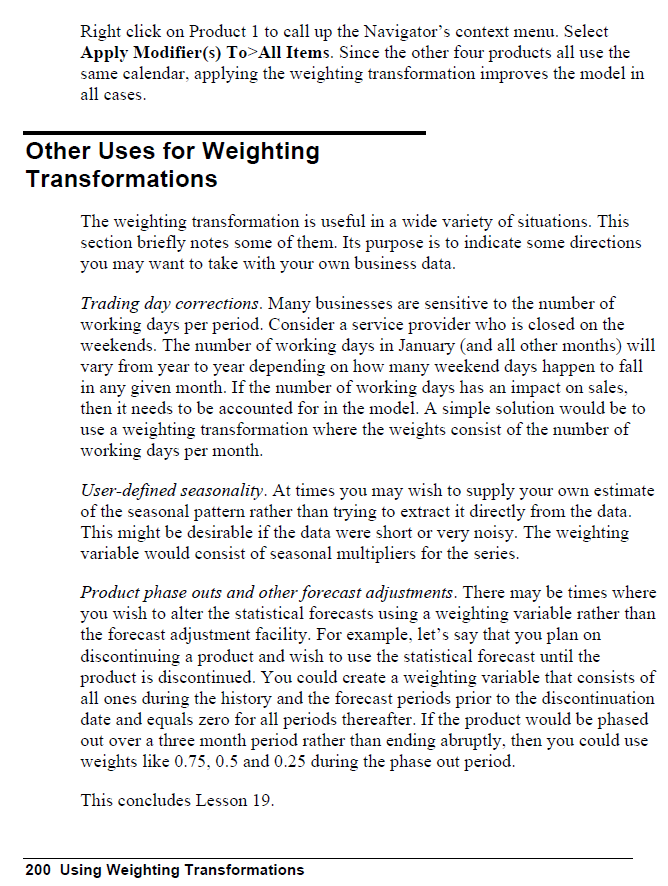 Right click on Product 1 to call up the Navigator’s context menu. Select
Apply Modifier(s) To>All Items. Since the other four products all use the
same calendar, applying the weighting transformation improves the model in
all cases.
Other Uses for Weighting
Transformations
The weighting transformation is useful in a wide variety of situations. This
section briefly notes some of them. Its purpose is to indicate some directions
you may want to take with your own business data.
Trading day corrections. Many businesses are sensitive to the number of
working days per period. Consider a service provider who is closed on the
weekends. The number of working days in January (and all other months) will
vary from year to year depending on how many weekend days happen to fall
in any given month. If the number of working days has an impact on sales,
then it needs to be accounted for in the model. A simple solution would be to
use a weighting transformation where the weights consist of the number of
working days per month.
User-defined seasonality. At times you may wish to supply your own estimate
of the seasonal pattern rather than trying to extract it directly from the data.
This might be desirable if the data were short or very noisy. The weighting
variable would consist of seasonal multipliers for the series.
Product phase outs and other forecast adjustments. There may be times where
you wish to alter the statistical forecasts using a weighting variable rather than
the forecast adjustment facility. For example, let’s say that you plan on
discontinuing a product and wish to use the statistical forecast until the
product is discontinued. You could create a weighting variable that consists of
all ones during the history and the forecast periods prior to the discontinuation
date and equals zero for all periods thereafter. If the product would be phased
out over a three month period rather than ending abruptly, then you could use
weights like 0.75, 0.5 and 0.25 during the phase out period.
This concludes Lesson 19.
200 Using Weighting Transformations